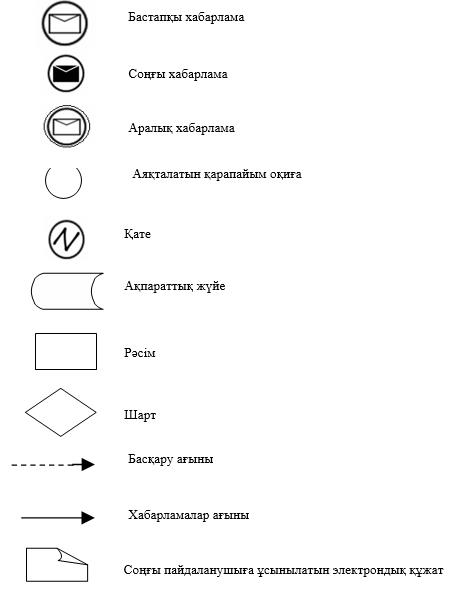 Бастапқы хабарлама
Соңғы хабарлама
Аралық хабарлама
Аяқталатын қарапайым оқиға
Қате
Ақпараттық жүйе
Рәсім
Шарт
Басқару ағыны
Хабарламалар ағыны
Соңғы пайдаланушыға ұсынылатын электрондық құжат